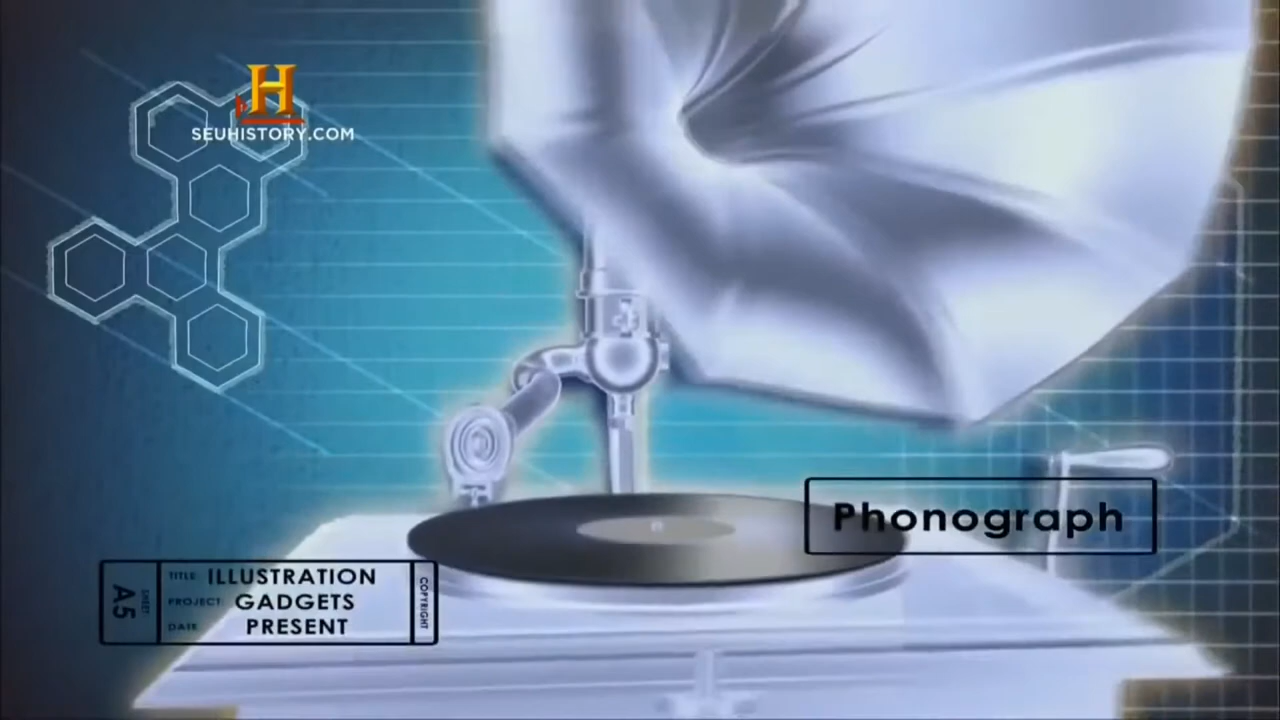 H
SEUHISTORY.COM
Phonograph
A5
SHEET
TITLE: ILLUSTRATION
PROJECT: GADGETS
DATE: PRESENT
COPYRIGHT